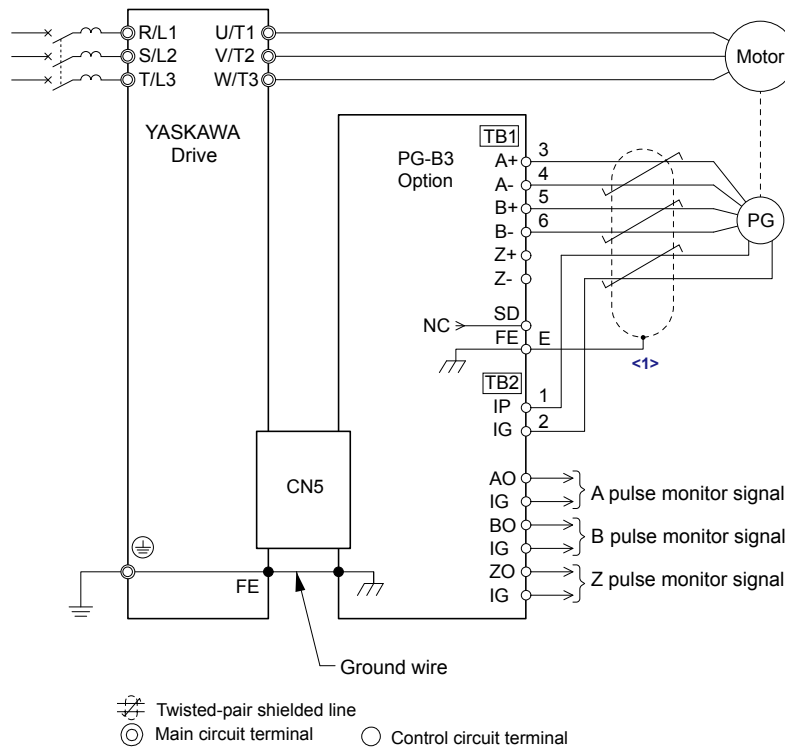 R/L1 U/T1
S/L2 V/T2
T/L3 W/T3
Motor
YASKAWA
Drive
PG-B3
Option
TB1
A+ 3
A- 4
B+ 5
B- 6
Z+
Z-
PG
NC SD
FE E
<1>
TB2
IP 1
IG 2
CN5
AO
IG
A pulse monitor signal
BO
IG
B pulse monitor signal
ZO
IG
Z pulse monitor signal
FE
Ground wire
Twisted-pair shielded line
Main circuit terminal
Control circuit terminal